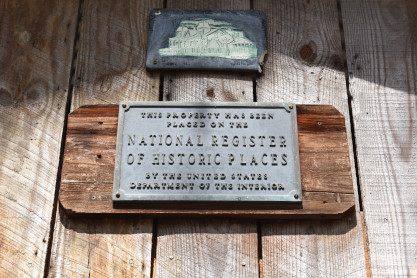 THIS PROPERTY HAS BEEN
PLACED ON THE
NATIONAL REGISTER
OF HISTORIC PLACES
BY THE UNITED STATES
DEPARTMENT OF THE INTERIOR